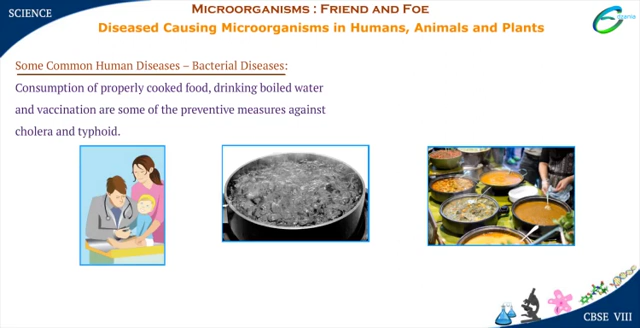 SCIENCE
MICROORGANISMS : FRIEND AND FOE
Diseased Causing Microorganisms in Humans, Animals and Plants
Some Common Human Diseases – Bacterial Diseases:
Consumption of properly cooked food, drinking boiled water
and vaccination are some of the preventive measures against
cholera and typhoid.
CBSE VIII